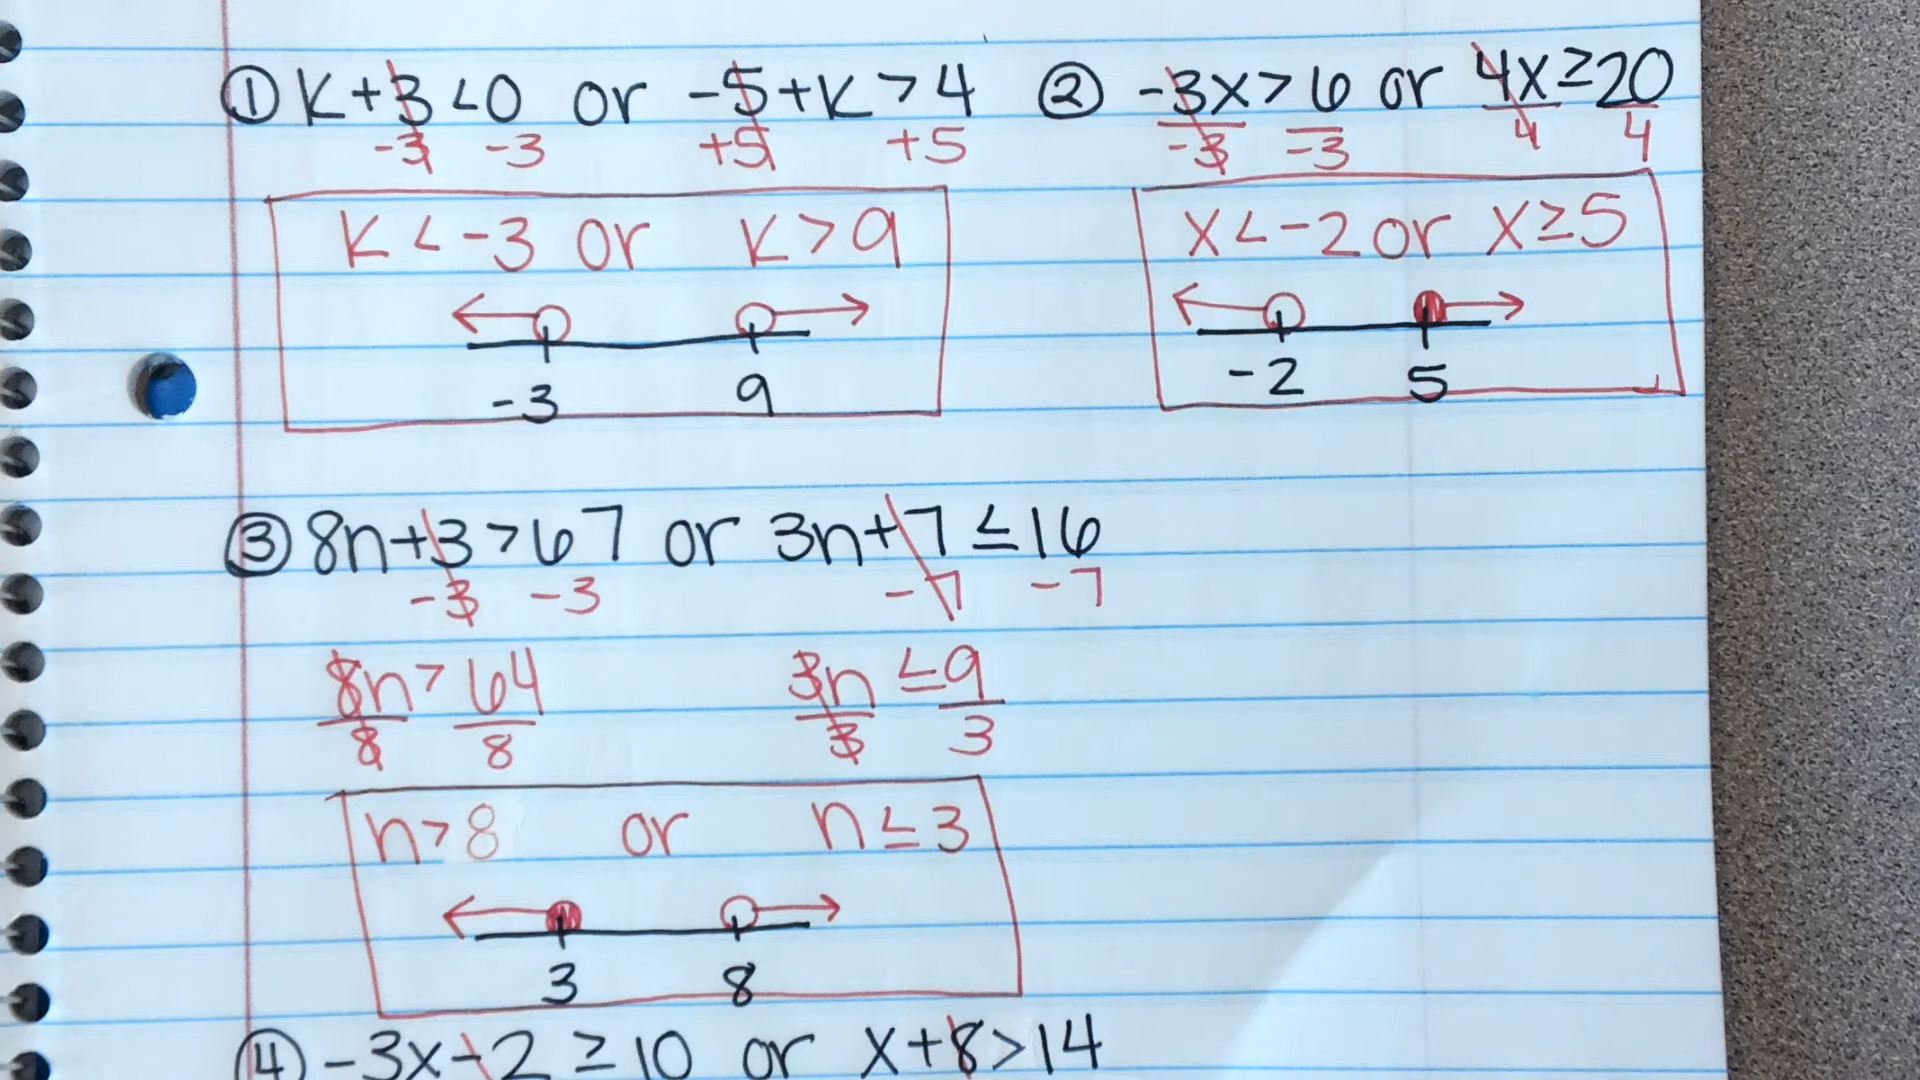 ① K+3<0 or -5+K>4 ② -3x>6 or 4x≥20
-3 -3 +5 +5 -3 -3 4 4
K<-3 or K>9 x<-2 or x≥5
-3 9 -2 5
③ 8n+3>67 or 3n+7≤16
-3 -3 -7 -7
8n>64 3n≤9
8 8 3 3
n>8 or n≤3
3 8
④ -3x-2≥10 or x+8>14